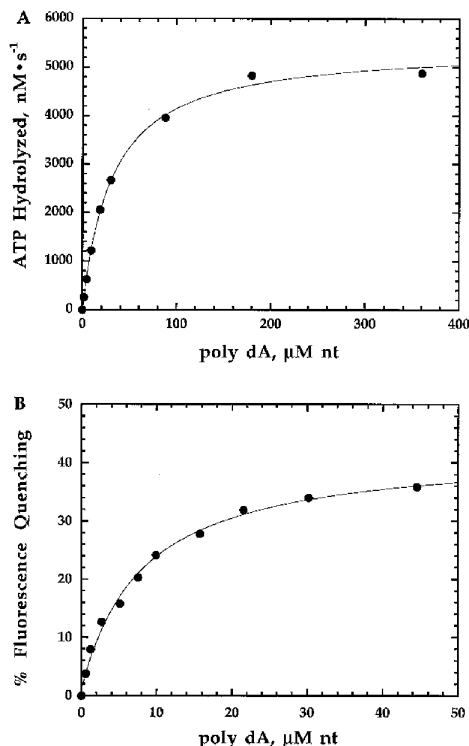 A
ATP Hydrolyzed, nM•s⁻¹
6000
5000
4000
3000
2000
1000
0
0 100 200 300 400
poly dA, μM nt
B
% Fluorescence Quenching
50
40
30
20
10
0
0 10 20 30 40 50
poly dA, μM nt